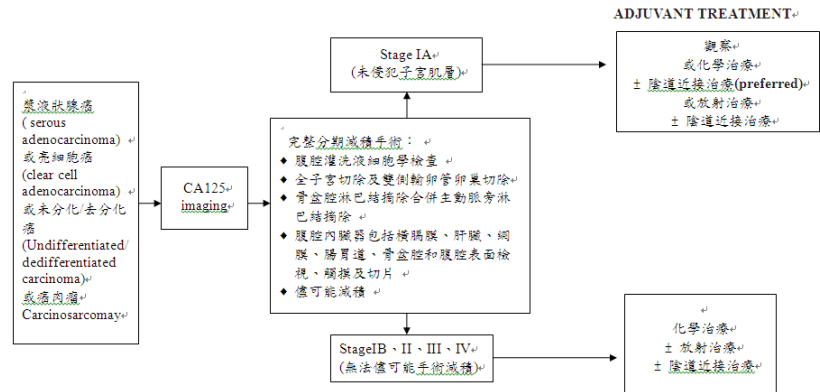 ADJUVANT TREATMENT
Stage IA
(未侵犯子宮肌層)
觀察
或化學治療
± 陰道近接治療(preferred)
或放射治療
± 陰道近接治療
漿液狀腺癌
( serous
adenocarcinoma)
或亮細胞癌
(clear cell
adenocarcinoma)
或未分化/去分化
癌
(Undifferentiated/
dedifferentiated
carcinoma)
或癌肉瘤
Carcinosarcomay
CA125
imaging
完整分期減積手術：
◆ 腹腔灌洗液細胞學檢查
◆ 全子宮切除及雙側輸卵管卵巢切除
◆ 骨盆腔淋巴結摘除合併主動脈旁淋
巴結摘除
◆ 腹腔內臟器包括橫膈膜、肝臟、網
膜、腸胃道、骨盆腔和腹腔表面檢
視、觸摸及切片
◆ 儘可能減積
StageIB、II、III、IV
(無法儘可能手術減積)
化學治療
± 放射治療
± 陰道近接治療